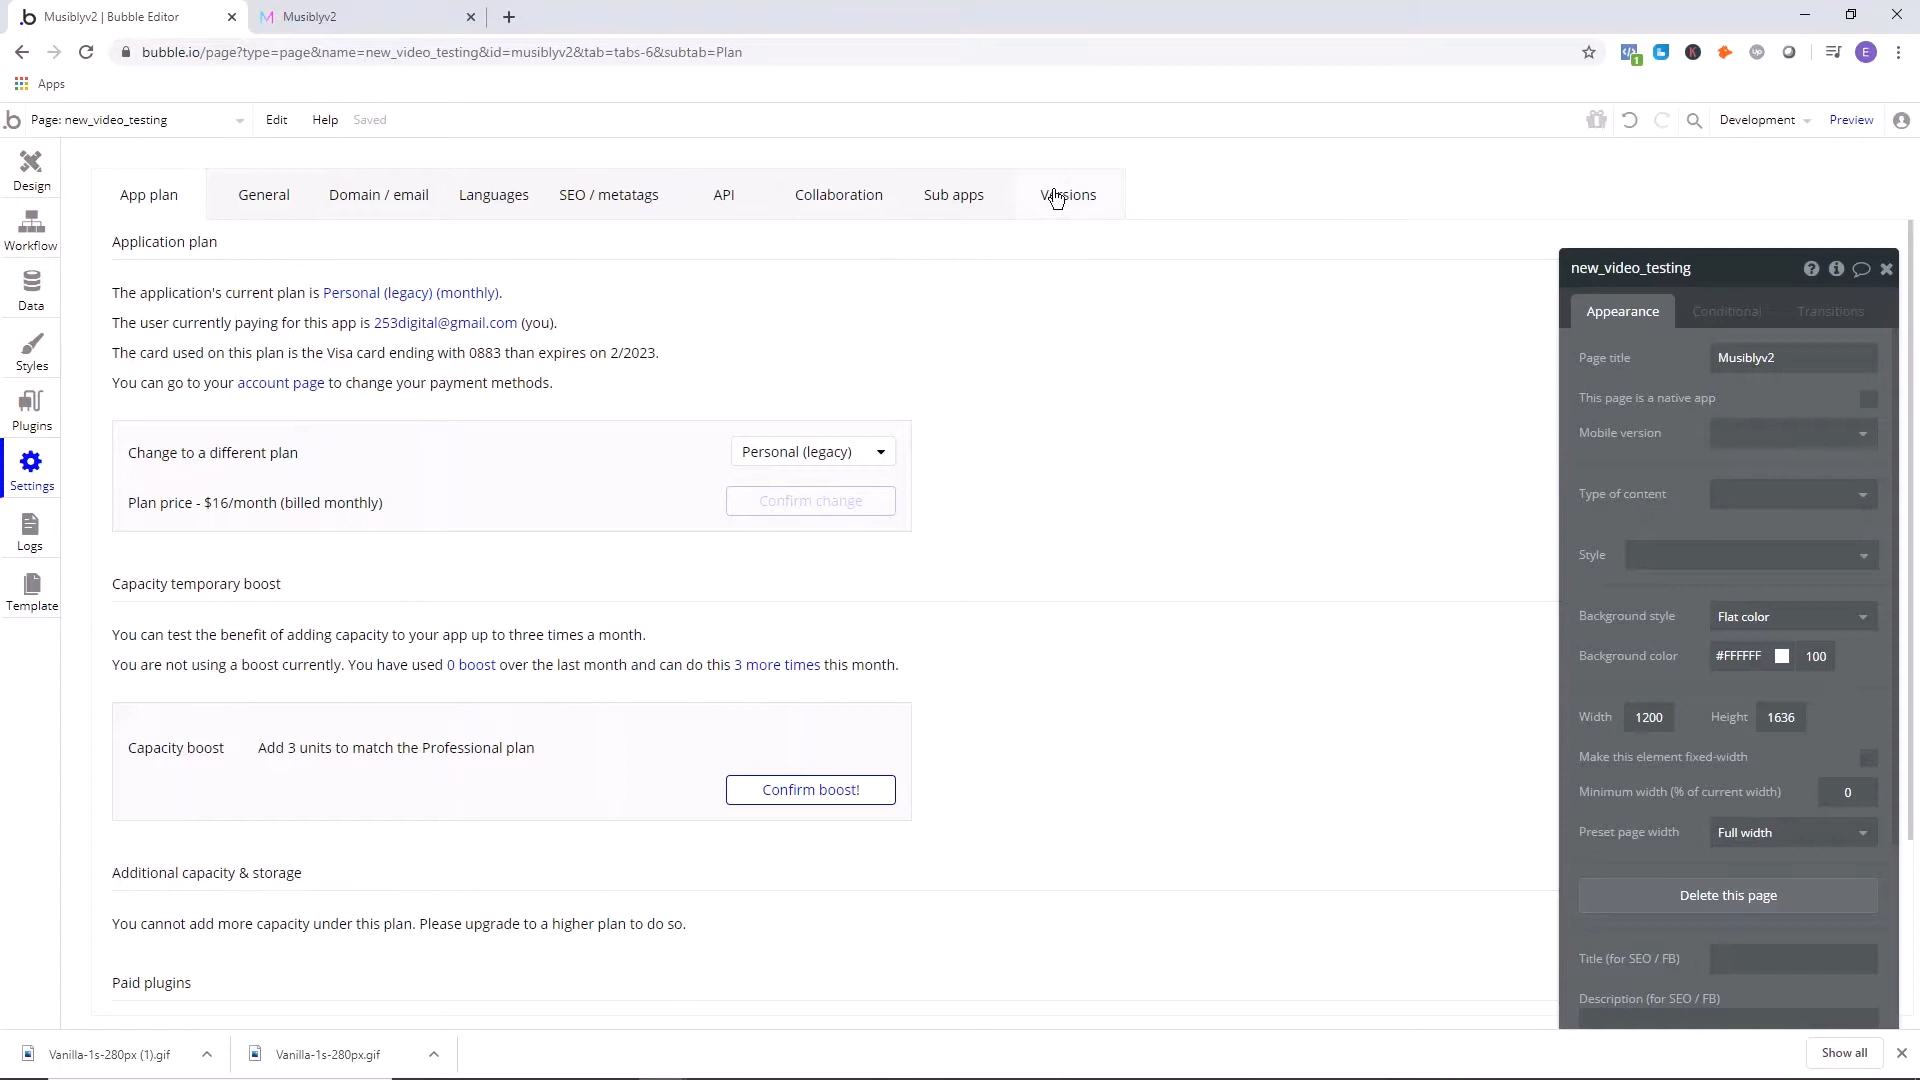 Musiblyv2 | Bubble Editor
Musiblyv2
bubble.io/page?type=page&name=new_video_testing&id=musiblyv2&tab=tabs-6&subtab=Plan
1
E
Apps
Page: new_video_testing
Edit
Help
Saved
Development
Preview
Design
Workflow
Data
Styles
Plugins
Settings
Logs
Template
App plan
General
Domain / email
Languages
SEO / metatags
API
Collaboration
Sub apps
Versions
Application plan
The application's current plan is Personal (legacy) (monthly).
The user currently paying for this app is 253digital@gmail.com (you).
The card used on this plan is the Visa card ending with 0883 than expires on 2/2023.
You can go to your account page to change your payment methods.
Change to a different plan
Personal (legacy)
Plan price - $16/month (billed monthly)
Confirm change
Capacity temporary boost
You can test the benefit of adding capacity to your app up to three times a month.
You are not using a boost currently. You have used 0 boost over the last month and can do this 3 more times this month.
Capacity boost
Add 3 units to match the Professional plan
Confirm boost!
Additional capacity & storage
You cannot add more capacity under this plan. Please upgrade to a higher plan to do so.
Paid plugins
new_video_testing
Appearance
Conditional
Transitions
Page title
Musiblyv2
This page is a native app
Mobile version
Type of content
Style
Background style
Flat color
Background color
#FFFFFF
100
Width
1200
Height
1636
Make this element fixed-width
Minimum width (% of current width)
0
Preset page width
Full width
Delete this page
Title (for SEO / FB)
Description (for SEO / FB)
Vanilla-1s-280px (1).gif
Vanilla-1s-280px.gif
Show all